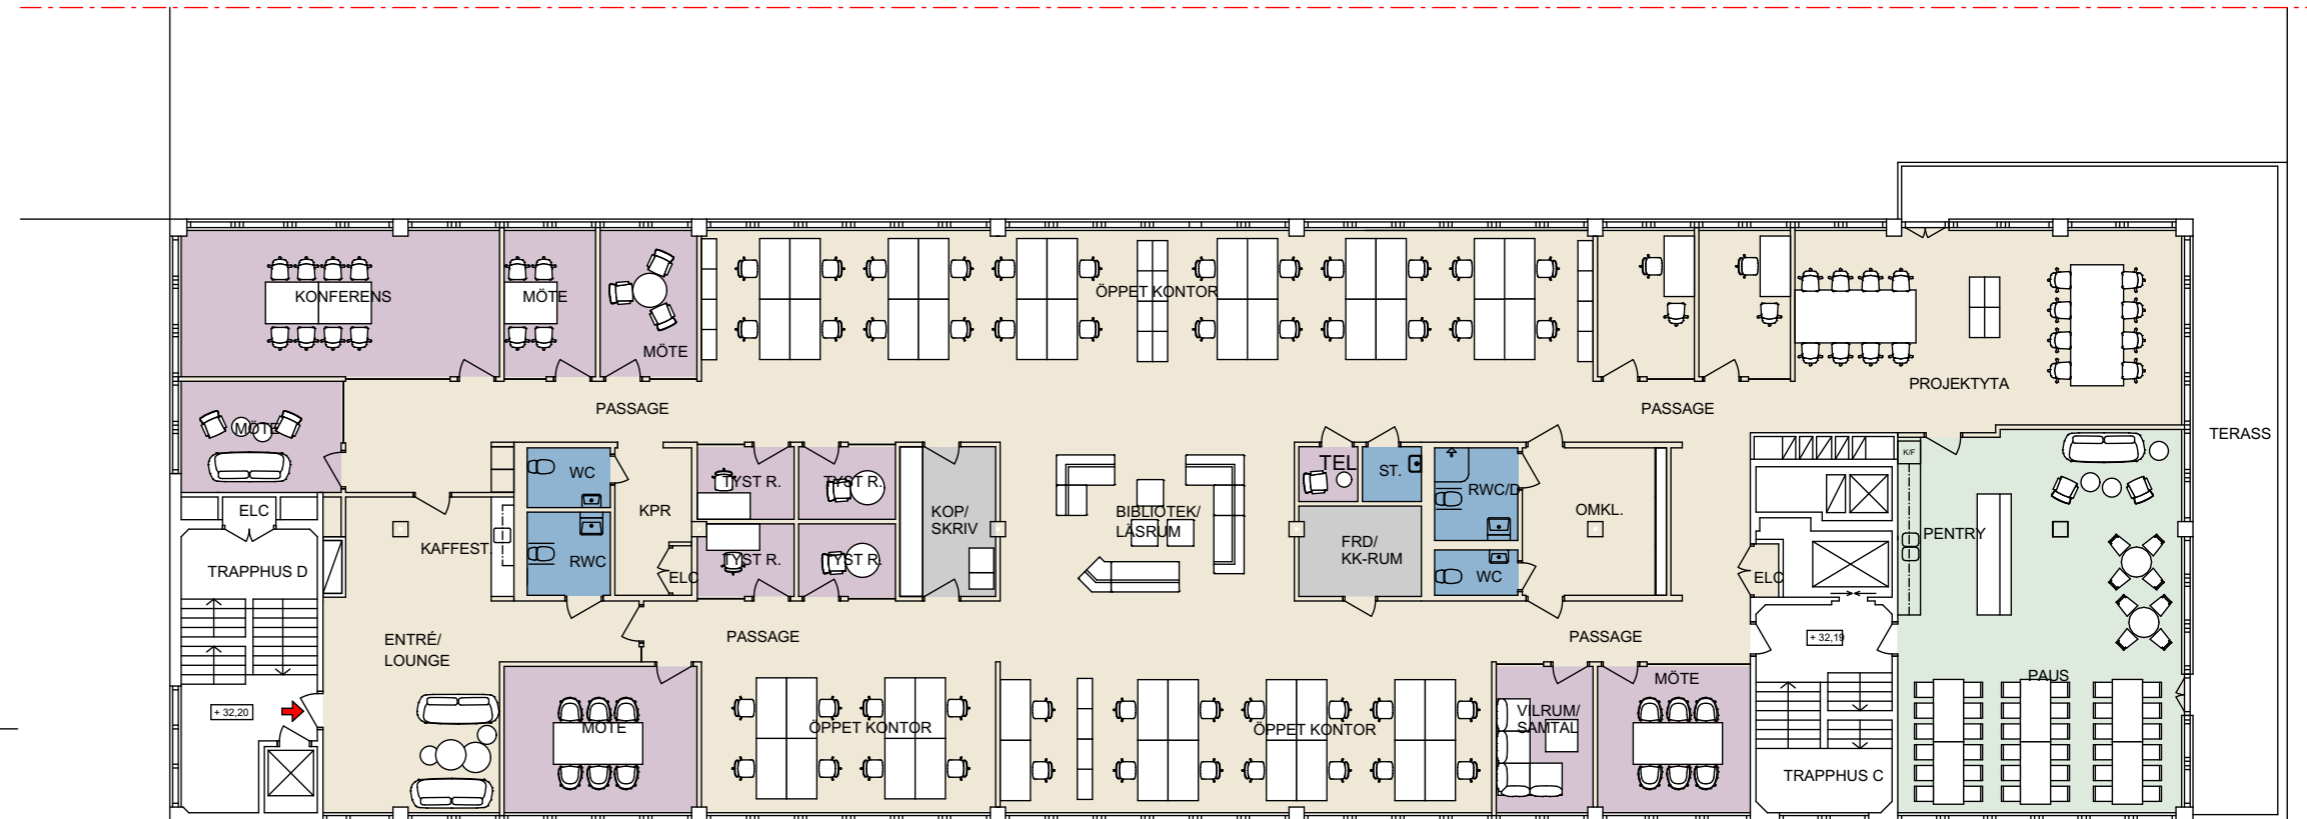 KONFERENS
MÖTE
MÖTE
ÖPPET KONTOR
PROJEKTYTA
PASSAGE
PASSAGE
MÖTE
TERASS
K/F
WC
TYST R.
TYST R.
TEL
ST.
RWC/D
ELC
KPR
KOP/
SKRIV
BIBLIOTEK/
LÄSRUM
OMKL.
KAFFEST.
FRD/
KK-RUM
PENTRY
TRAPPHUS D
RWC
ELC
TYST R.
TYST R.
WC
ELC
ENTRÉ/
LOUNGE
PASSAGE
PASSAGE
+ 32,19
MÖTE
PAUS
+ 32,20
MÖTE
ÖPPET KONTOR
ÖPPET KONTOR
VILRUM/
SAMTAL
TRAPPHUS C